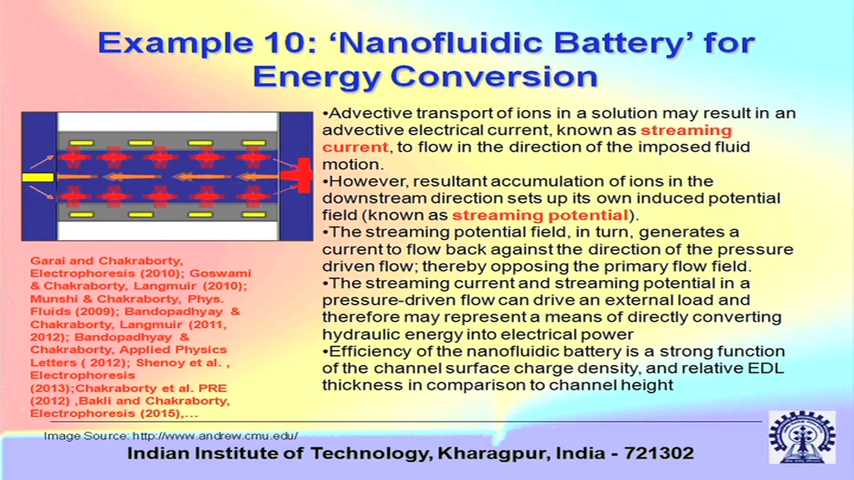 Example 10: ‘Nanofluidic Battery’ for
Energy Conversion
•Advective transport of ions in a solution may result in an
advective electrical current, known as streaming
current, to flow in the direction of the imposed fluid
motion.
•However, resultant accumulation of ions in the
downstream direction sets up its own induced potential
field (known as streaming potential).
•The streaming potential field, in turn, generates a
current to flow back against the direction of the pressure
driven flow; thereby opposing the primary flow field.
•The streaming current and streaming potential in a
pressure-driven flow can drive an external load and
therefore may represent a means of directly converting
hydraulic energy into electrical power
•Efficiency of the nanofluidic battery is a strong function
of the channel surface charge density, and relative EDL
thickness in comparison to channel height
Garai and Chakraborty,
Electrophoresis (2010); Goswami
& Chakraborty, Langmuir (2010);
Munshi & Chakraborty, Phys.
Fluids (2009); Bandopadhyay &
Chakraborty, Langmuir (2011,
2012); Bandopadhyay &
Chakraborty, Applied Physics
Letters ( 2012); Shenoy et al. ,
Electrophoresis
(2013);Chakraborty et al. PRE
(2012) ,Bakli and Chakraborty,
Electrophoresis (2015),...
Image Source: http://www.andrew.cmu.edu/
Indian Institute of Technology, Kharagpur, India - 721302